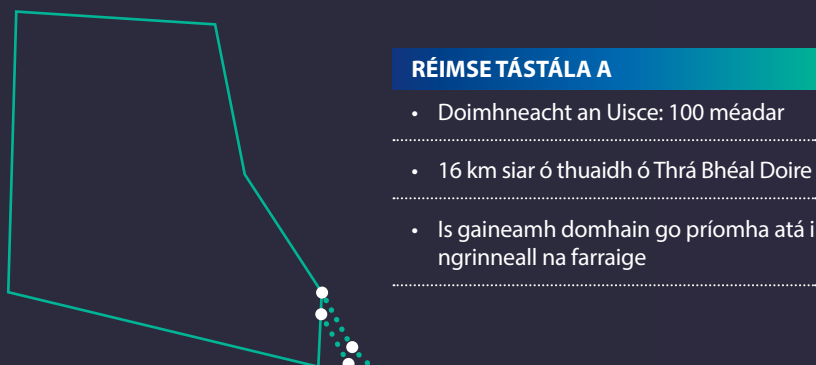 RÉIMSE TÁSTÁLA A
• Doimhneacht an Uisce: 100 méadar
• 16 km siar ó thuaidh ó Thrá Bhéal Doire
• Is gaineamh domhain go príomha atá i
ngrinneall na farraige